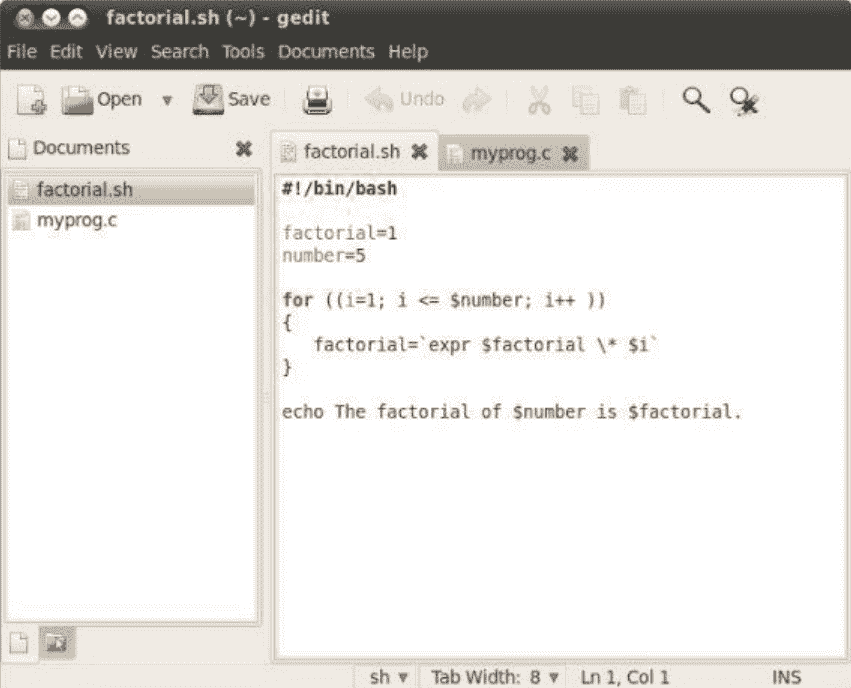 factorial.sh (~) - gedit
File Edit View Search Tools Documents Help
Open Save Undo
Documents
factorial.sh
myprog.c
factorial.sh myprog.c
#!/bin/bash
factorial=1
number=5
for ((i=1; i <= $number; i++ ))
{
factorial=`expr $factorial \* $i`
}
echo The factorial of $number is $factorial.
sh Tab Width: 8 Ln 1, Col 1 INS